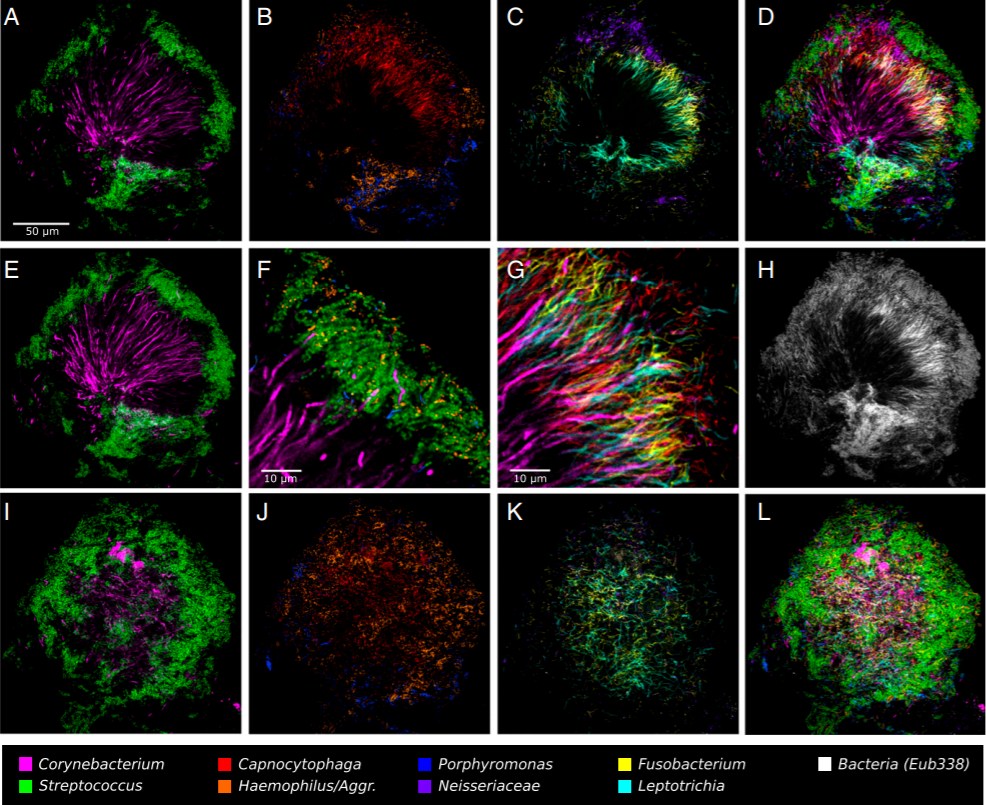 A
B
C
D
50 μm
E
F
G
H
10 μm
10 μm
I
J
K
L
Corynebacterium
Capnocytophaga
Porphyromonas
Fusobacterium
Bacteria (Eub338)
Streptococcus
Haemophilus/Aggr.
Neisseriaceae
Leptotrichia